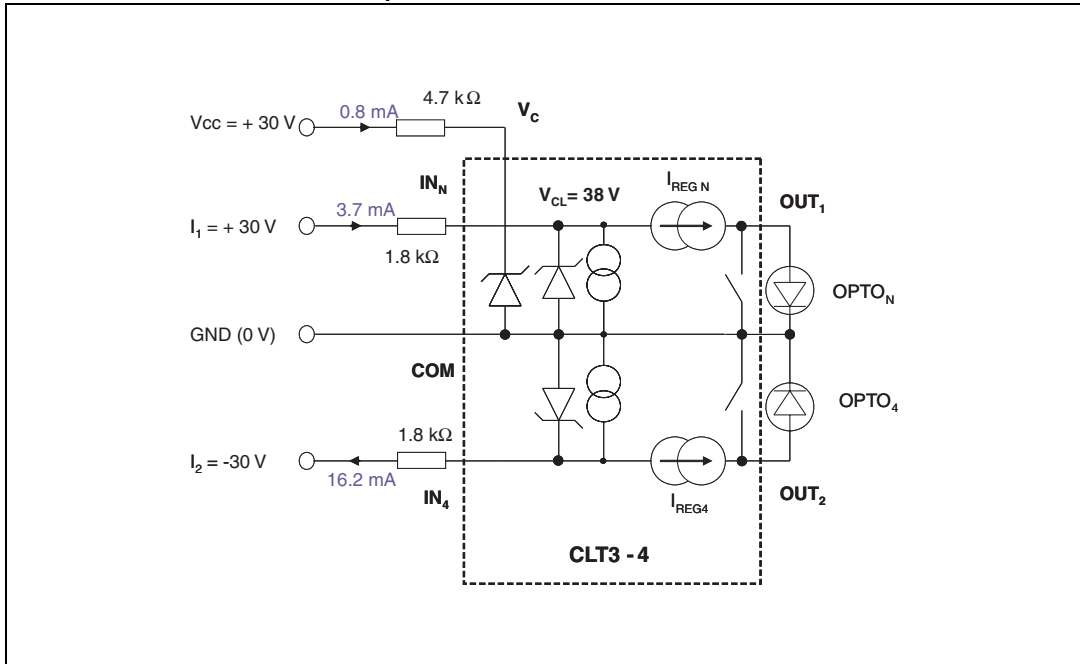 4.7 kΩ
V_C
0.8 mA
Vcc = + 30 V
IN_N
V_CL= 38 V
I_REG N
OUT_1
3.7 mA
I_1 = + 30 V
1.8 kΩ
OPTO_N
GND (0 V)
COM
OPTO_4
1.8 kΩ
I_2 = -30 V
16.2 mA
IN_4
I_REG4
OUT_2
CLT3 - 4